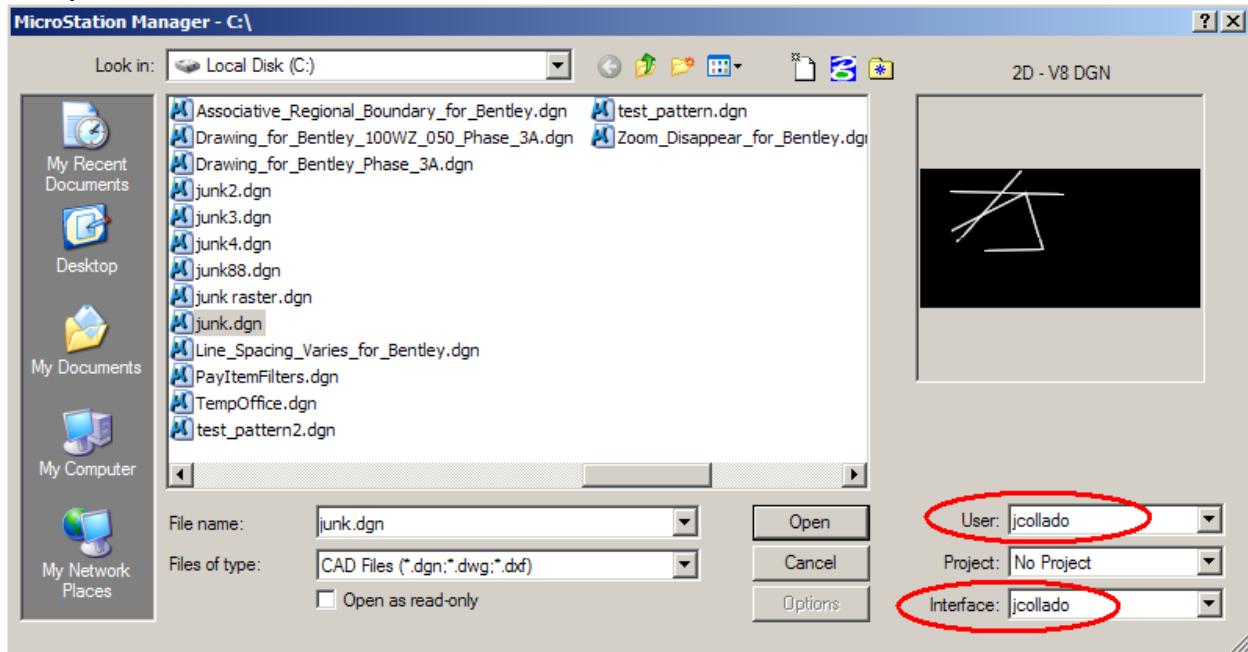 MicroStation Manager - C:\
Look in: Local Disk (C:)
2D - V8 DGN
My Recent
Documents
Desktop
My Documents
My Computer
My Network
Places
Associative_Regional_Boundary_for_Bentley.dgn
Drawing_for_Bentley_100WZ_050_Phase_3A.dgn
Drawing_for_Bentley_Phase_3A.dgn
junk2.dgn
junk3.dgn
junk4.dgn
junk88.dgn
junk raster.dgn
junk.dgn
Line_Spacing_Varies_for_Bentley.dgn
PayItemFilters.dgn
TempOffice.dgn
test_pattern2.dgn
test_pattern.dgn
Zoom_Disappear_for_Bentley.dg
File name: junk.dgn
Open
Files of type: CAD Files (*.dgn;*.dwg;*.dxf)
Cancel
Open as read-only
Options
User: jcollado
Project: No Project
Interface: jcollado